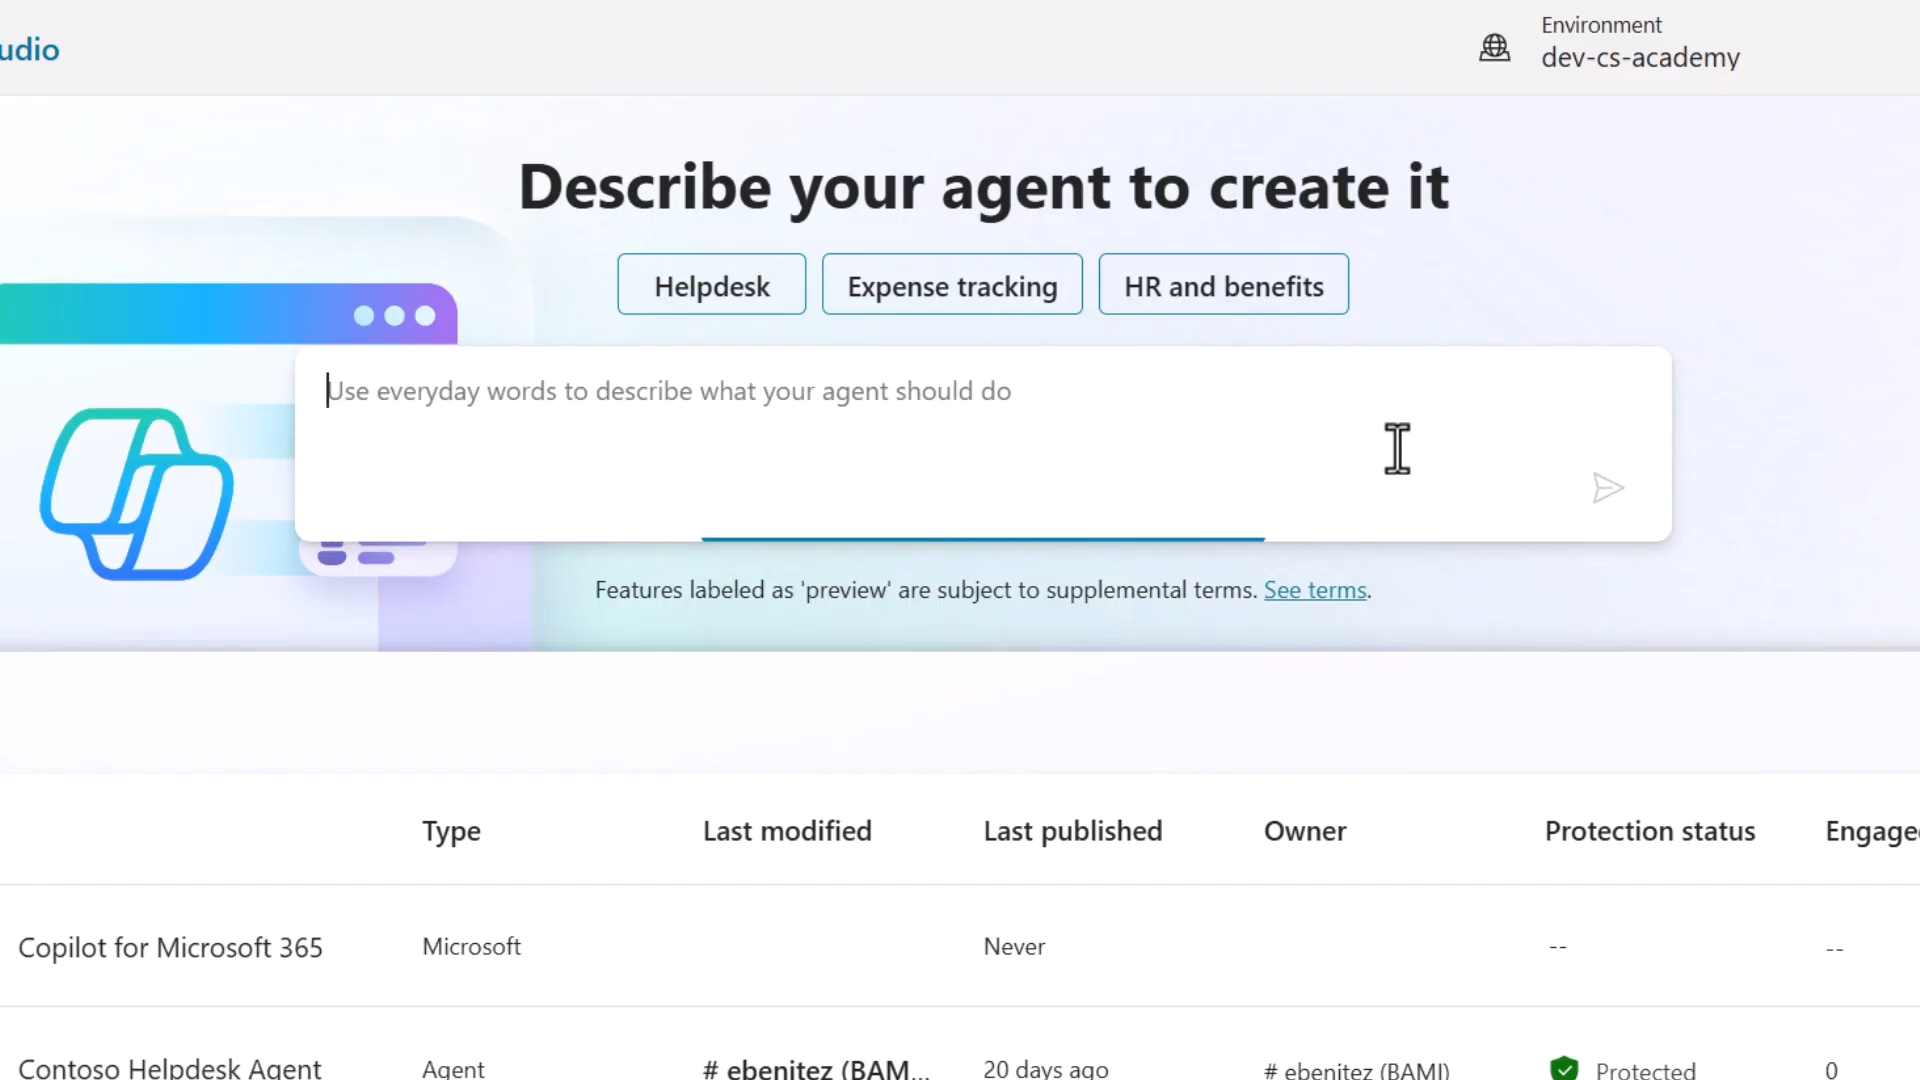 udio
Environment
dev-cs-academy
Describe your agent to create it
Helpdesk
Expense tracking
HR and benefits
Use everyday words to describe what your agent should do
Features labeled as 'preview' are subject to supplemental terms. See terms.
Type Last modified Last published Owner Protection status Engage
Copilot for Microsoft 365 Microsoft Never -- --
Contoso Helpdesk Agent Agent # ebenitez (BAM... 20 days ago # ebenitez (BAMI) Protected 0